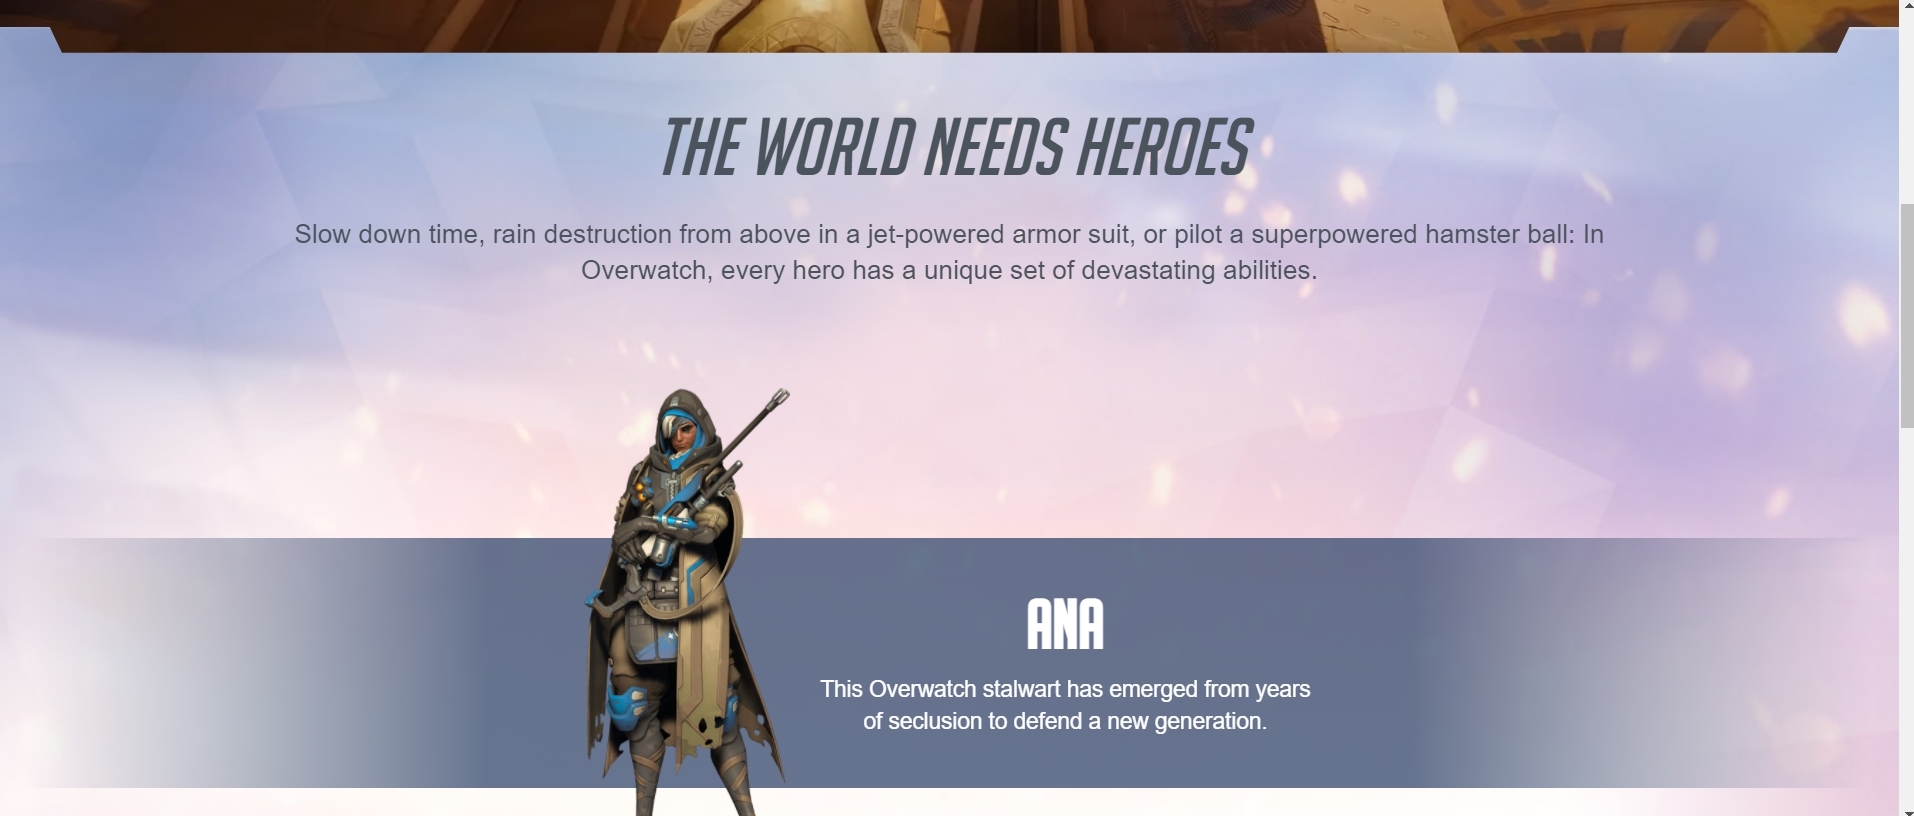 THE WORLD NEEDS HEROES
Slow down time, rain destruction from above in a jet-powered armor suit, or pilot a superpowered hamster ball: In
Overwatch, every hero has a unique set of devastating abilities.
ANA
This Overwatch stalwart has emerged from years
of seclusion to defend a new generation.